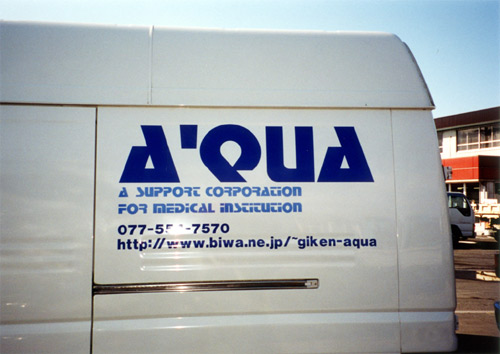 A'QUA
A SUPPORT CORPORATION
FOR MEDICAL INSTITUTION
http://www.biwa.ne.jp/~giken-aqua